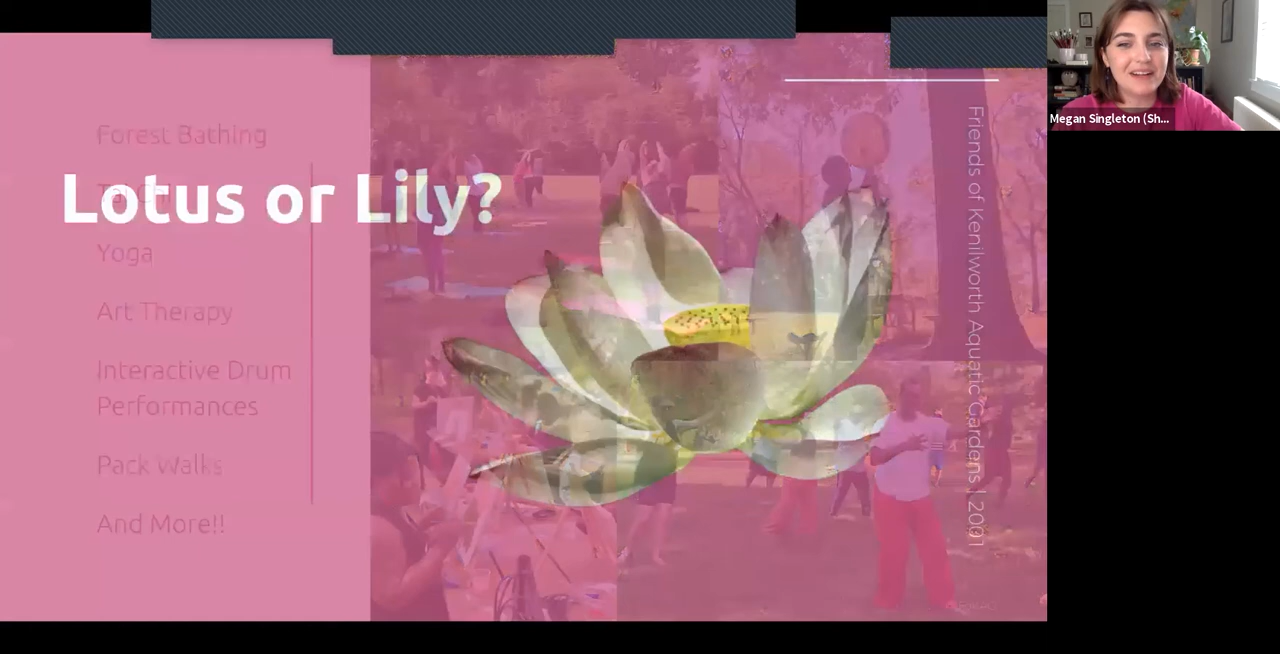 Forest Bathing
Lotus or Lily?
Yoga
Art Therapy
Interactive Drum
Performances
Pack Walks
And More!!
Friends of Kenilworth Aquatic Gardens | 2001
Megan Singleton (Sh...